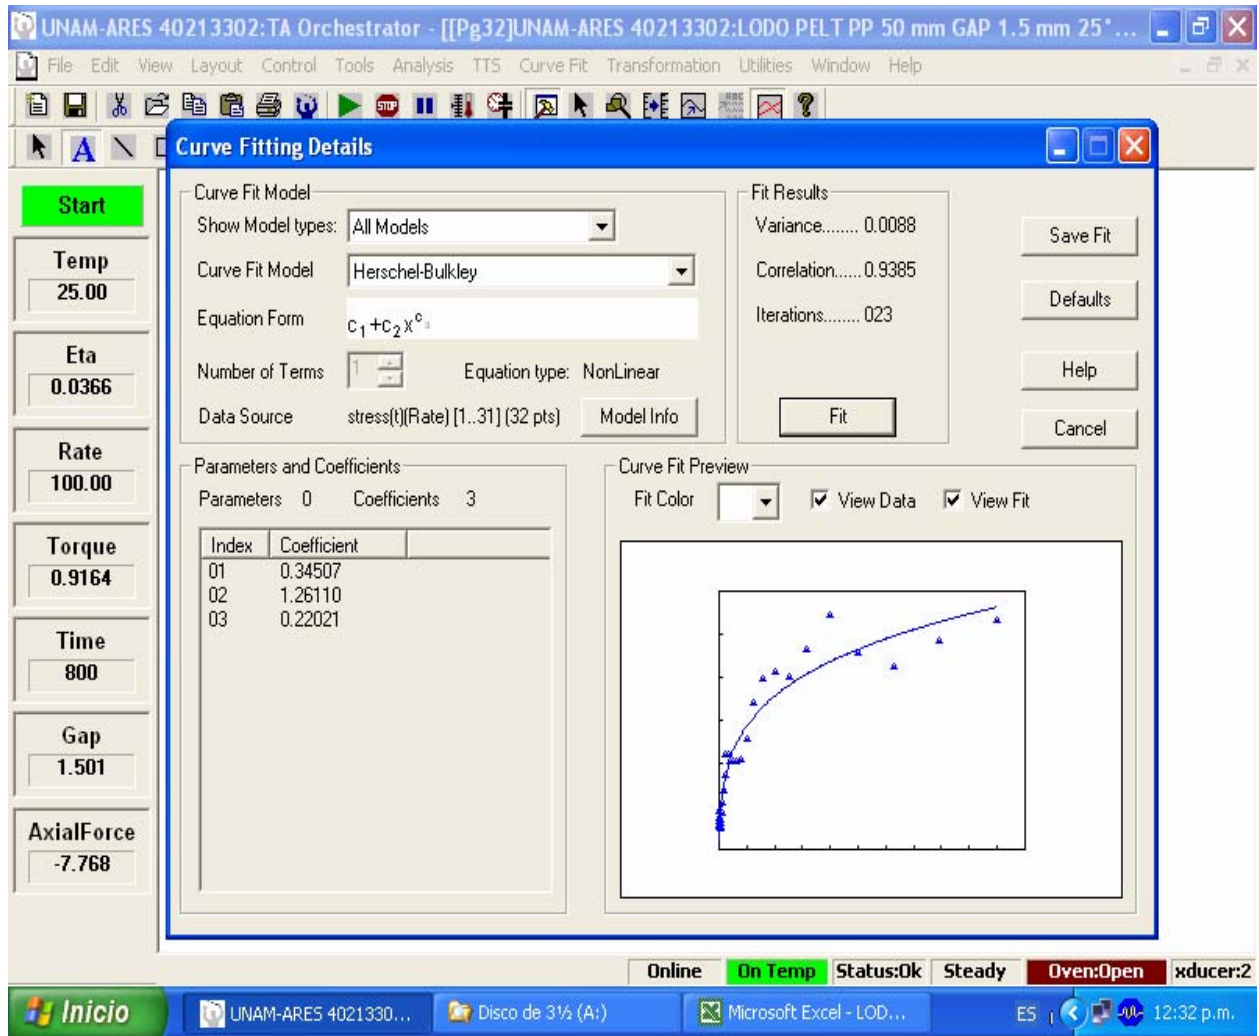 UNAM-ARES 40213302:TA Orchestrator - [[Pg32]UNAM-ARES 40213302:LODO PELT PP 50 mm GAP 1.5 mm 25°...
File Edit View Layout Control Tools Analysis TTS Curve Fit Transformation Utilities Window Help
STOP
A
Curve Fitting Details
Start
Temp
25.00
Eta
0.0366
Rate
100.00
Torque
0.9164
Time
800
Gap
1.501
AxialForce
-7.768
Curve Fit Model
Show Model types: All Models
Curve Fit Model Herschel-Bulkley
Equation Form c1+c2x^c3
Number of Terms 1 Equation type: NonLinear
Data Source stress(t)(Rate) [1..31] (32 pts) Model Info
Fit Results
Variance........ 0.0088
Correlation......0.9385
Iterations........ 023
Fit
Save Fit
Defaults
Help
Cancel
Parameters and Coefficients
Parameters 0 Coefficients 3
Index Coefficient
01 0.34507
02 1.26110
03 0.22021
Curve Fit Preview
Fit Color View Data View Fit
Online On Temp Status:Ok Steady Oven:Open xducer:2
Inicio UNAM-ARES 4021330... Disco de 3½ (A:) Microsoft Excel - LOD... ES 12:32 p.m.